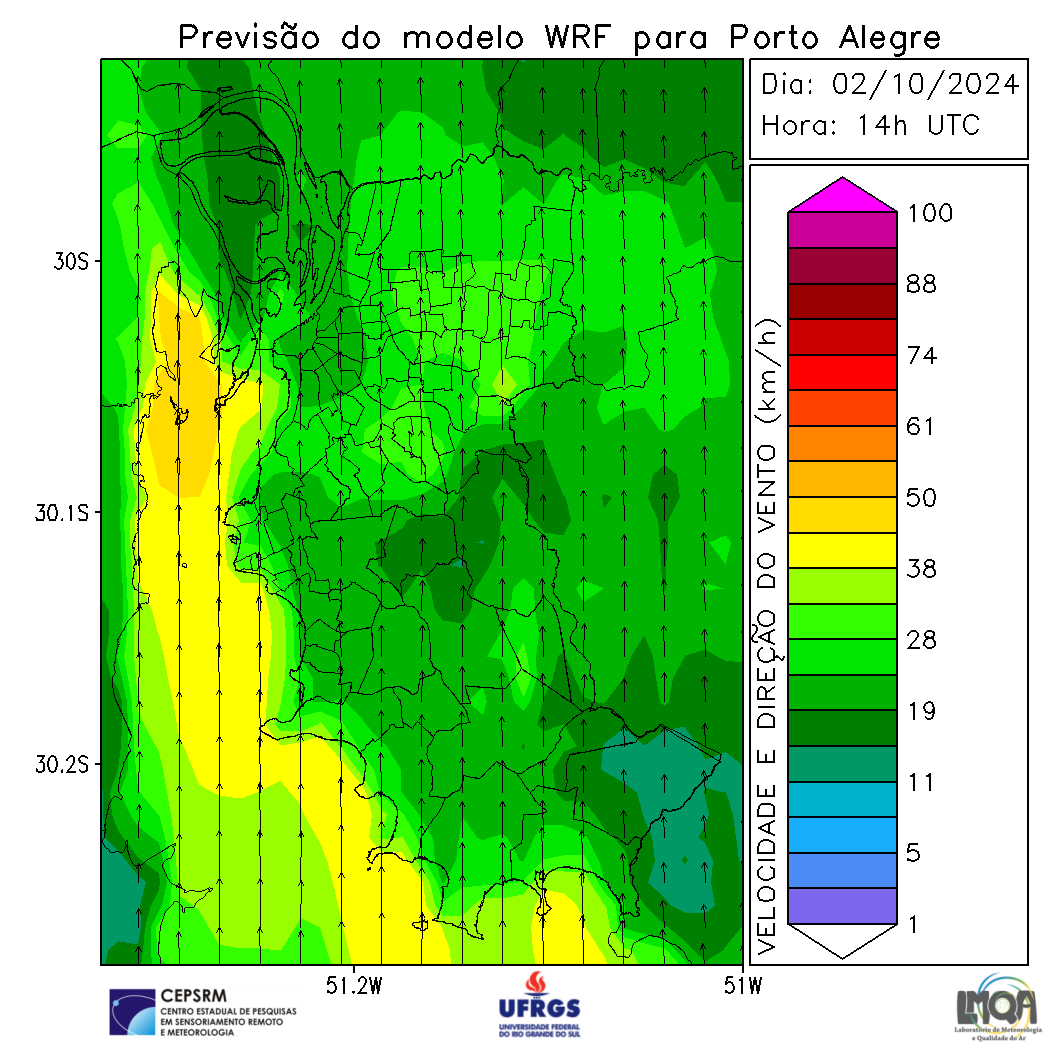 Previsão do modelo WRF para Porto Alegre
Dia: 02/10/2024
Hora: 14h UTC
30S
30.1S
30.2S
51.2W
51W
VELOCIDADE E DIREÇÃO DO VENTO (km/h)
100
88
74
61
50
38
28
19
11
5
1
CEPSRM
CENTRO ESTADUAL DE PESQUISAS
EM SENSORIAMENTO REMOTO
E METEOROLOGIA
UFRGS
UNIVERSIDADE FEDERAL
DO RIO GRANDE DO SUL
LMQA
Laboratório de Meteorologia
e Qualidade do Ar